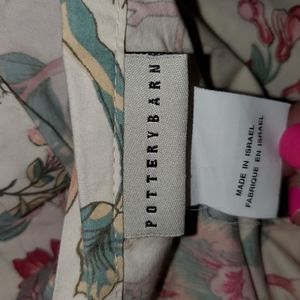 POTTERYBARN
MADE IN ISRAEL
FABRIQUE EN ISRAEL